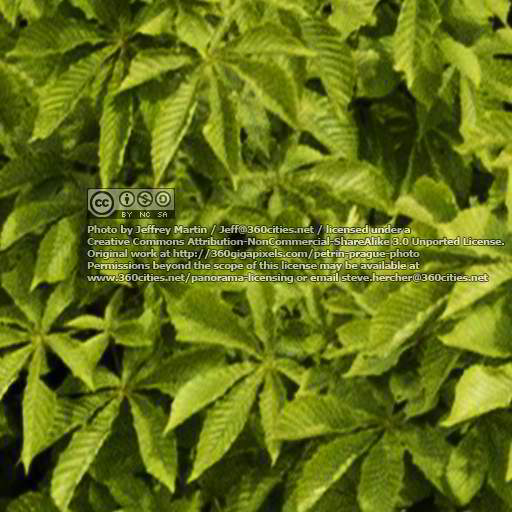 cc BY NC SA
Photo by Jeffrey Martin / Jeff@360cities.net / licensed under a
Creative Commons Attribution-NonCommercial-ShareAlike 3.0 Unported License.
Original work at http://360gigapixels.com/petrin-prague-photo
Permissions beyond the scope of this license may be available at
www.360cities.net/panorama-licensing or email steve.hercher@360cities.net